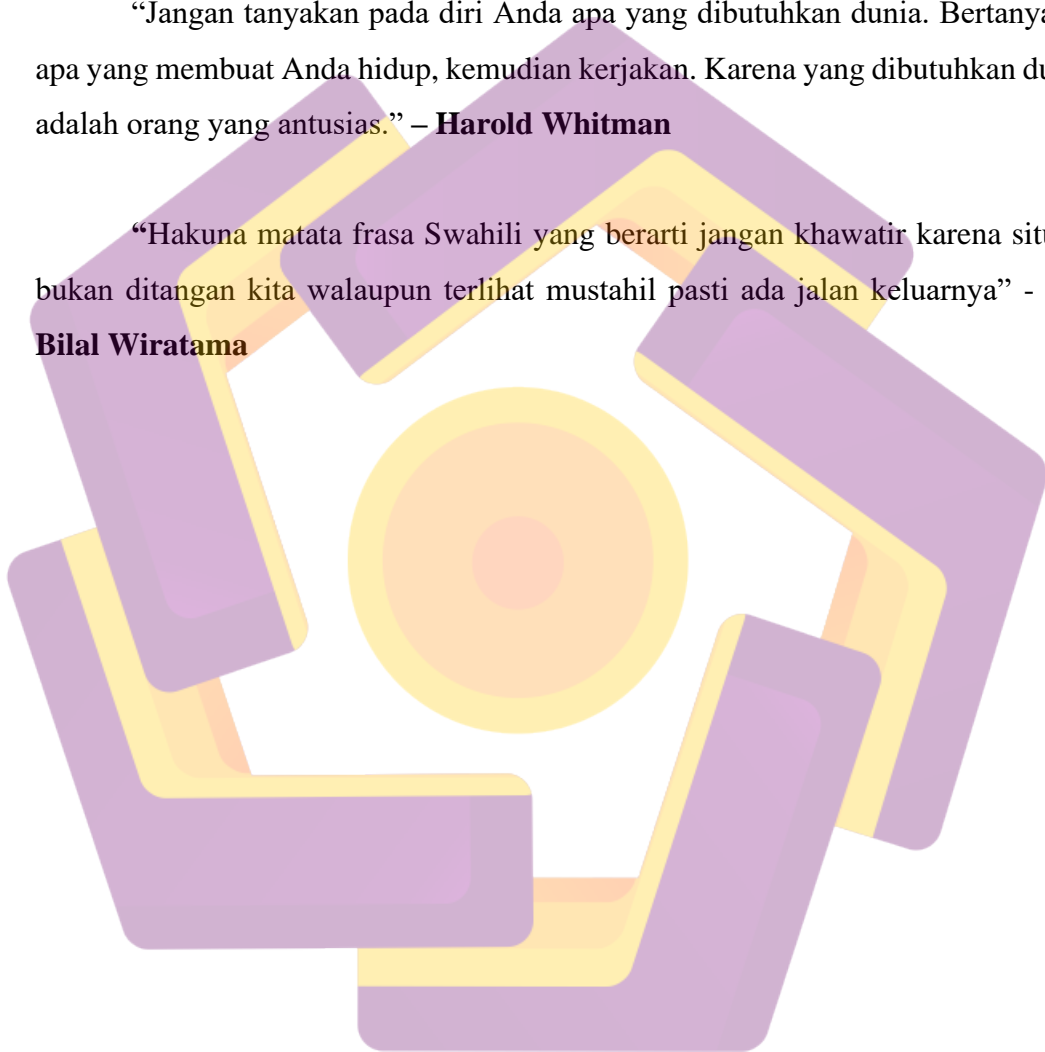 “Jangan tanyakan pada diri Anda apa yang dibutuhkan dunia. Bertanya
apa yang membuat Anda hidup, kemudian kerjakan. Karena yang dibutuhkan du
adalah orang yang antusias.” – Harold Whitman
“Hakuna matata frasa Swahili yang berarti jangan khawatir karena situ
bukan ditangan kita walaupun terlihat mustahil pasti ada jalan keluarnya” -
Bilal Wiratama